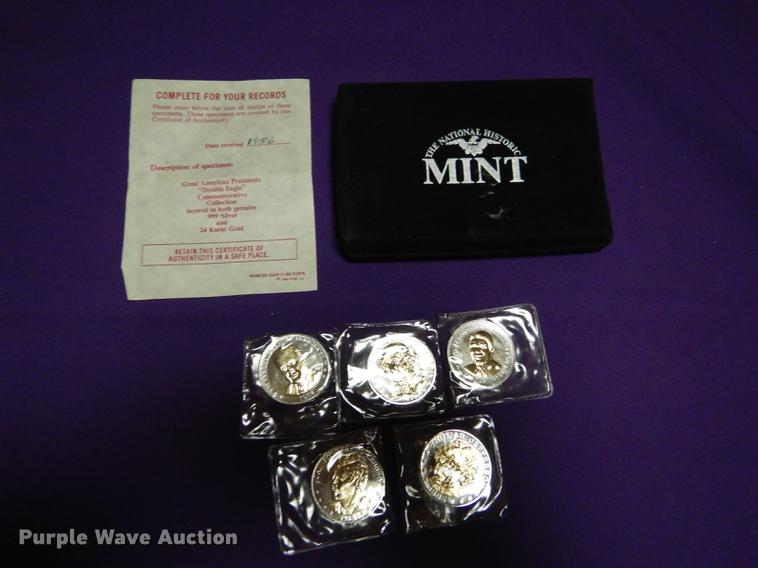 COMPLETE FOR YOUR RECORDS
Please enter below the date of receipt of these
specimens. These specimens are covered by this
Certificate of Authenticity.
Date received
Description of specimen:
Great American Presidents
"Double Eagle"
Commemorative
Collection
layered in both genuine
.999 Silver
and
24 Karat Gold
RETAIN THIS CERTIFICATE OF
AUTHENTICITY IN A SAFE PLACE.
THE NATIONAL HISTORIC
MINT
Purple Wave Auction